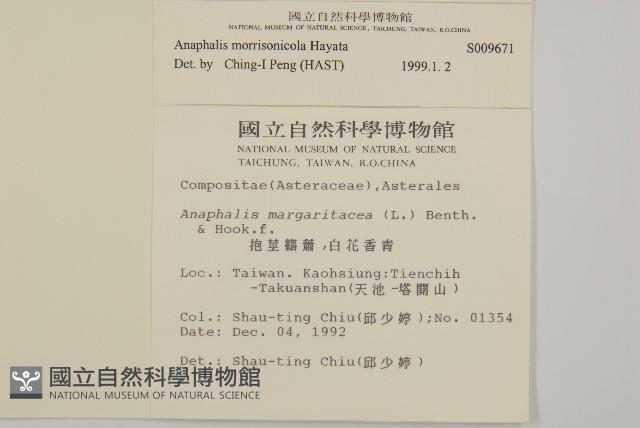 國立自然科學博物館
NATIONAL MUSEUM OF NATURAL SCIENCE, TAICHUNG, TAIWAN, R.O.CHINA
Anaphalis morrisonicola Hayata S009671
Det. by Ching-I Peng (HAST) 1999.1. 2
國立自然科學博物館
NATIONAL MUSEUM OF NATURAL SCIENCE
TAICHUNG, TAIWAN, R.O.CHINA
Compositae(Asteraceae),Asterales
Anaphalis margaritacea (L.) Benth.
& Hook.f.
抱莖籟蕭,白花香青
Loc.: Taiwan. Kaohsiung:Tienchih
-Takuanshan(天池-塔關山)
Col.: Shau-ting Chiu(邱少婷);No. 01354
Date: Dec. 04, 1992
Det.: Shau-ting Chiu(邱少婷)
國立自然科學博物館
NATIONAL MUSEUM OF NATURAL SCIENCE